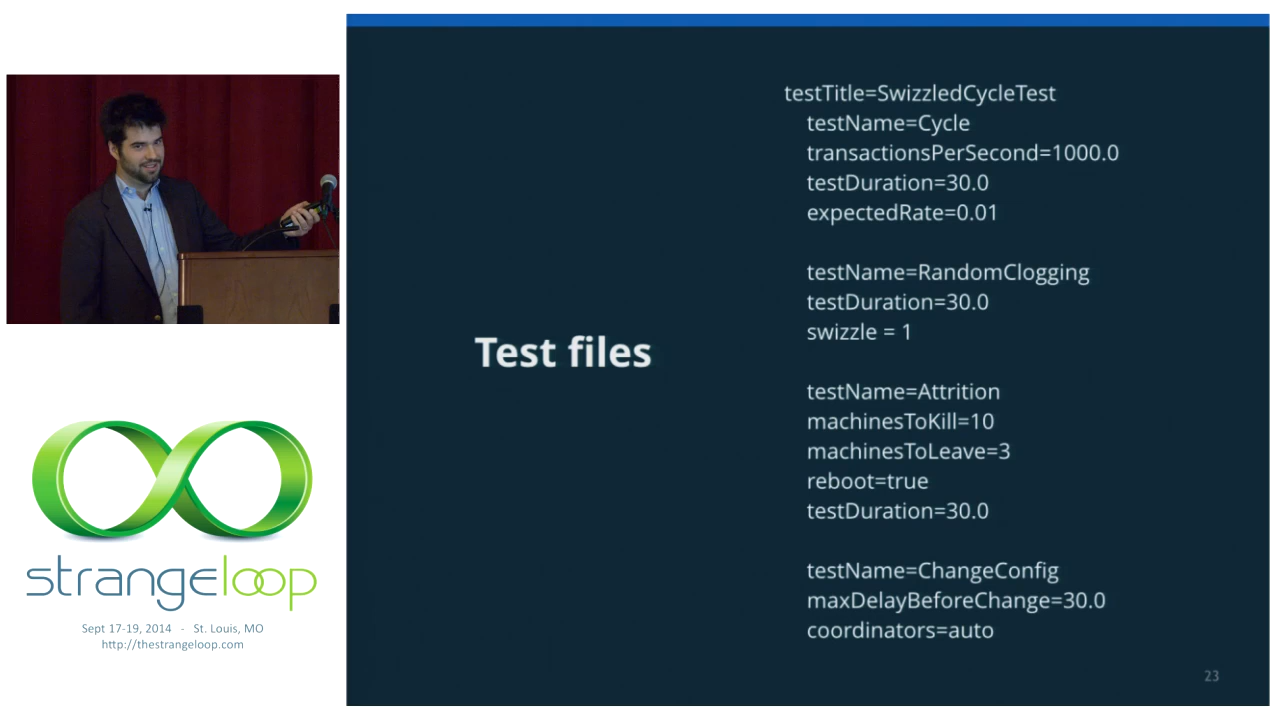 testTitle=SwizzledCycleTest
testName=Cycle
transactionsPerSecond=1000.0
testDuration=30.0
expectedRate=0.01
testName=RandomClogging
testDuration=30.0
swizzle = 1
Test files
testName=Attrition
machinesToKill=10
machinesToLeave=3
reboot=true
testDuration=30.0
testName=ChangeConfig
maxDelayBeforeChange=30.0
coordinators=auto
23
strangeloop
Sept 17-19, 2014 - St. Louis, MO
http://thestrangeloop.com